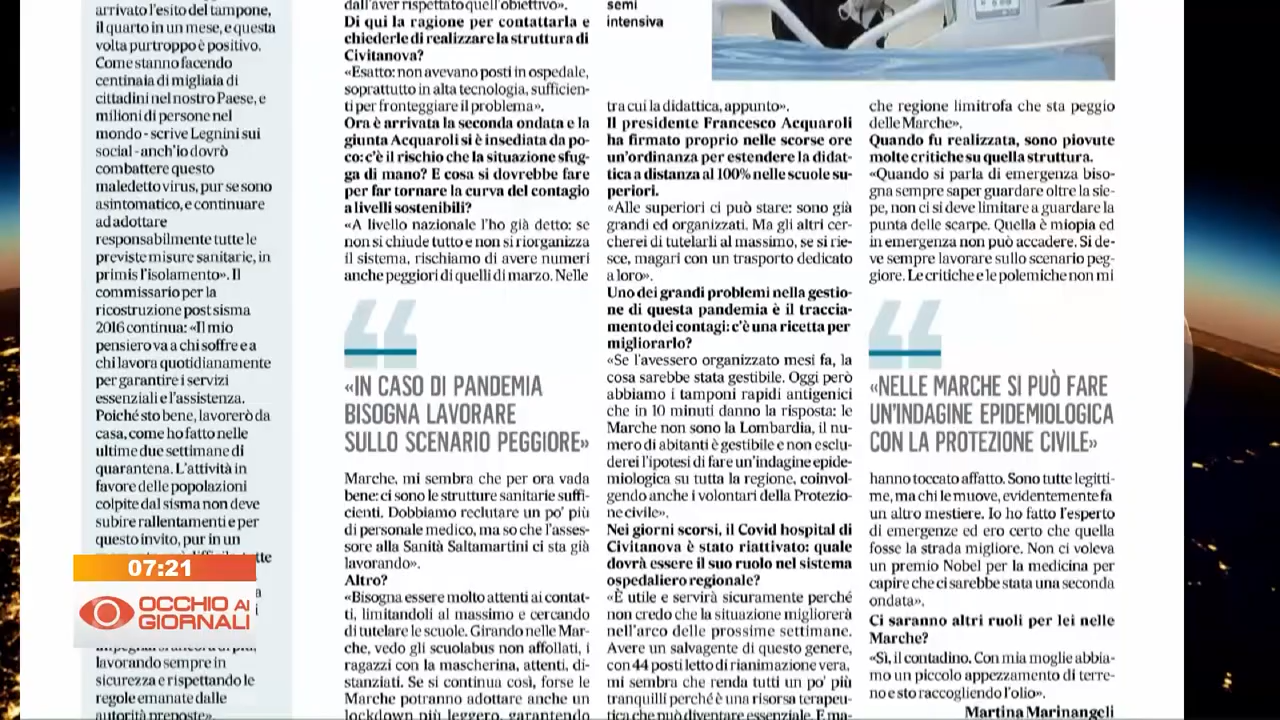 arrivato l'esito del tampone,
il quarto in un mese, e questa
volta purtroppo è positivo.
Come stanno facendo
centinaia di migliaia di
cittadini nel nostro Paese, e
milioni di persone nel
mondo - scrive Legnini sui
social - anch'io dovrò
combattere questo
maledetto virus, pur se sono
asintomatico, e continuare
ad adottare
responsabilmente tutte le
previste misure sanitarie, in
primis l'isolamento». Il
commissario per la
ricostruzione post sisma
2016 continua: «Il mio
pensiero va a chi soffre e a
chi lavora quotidianamente
per garantire i servizi
essenziali e l'assistenza.
Poiché sto bene, lavorerò da
casa, come ho fatto nelle
ultime due settimane di
quarantena. L'attività in
favore delle popolazioni
colpite dal sisma non deve
subire rallentamenti e per
questo invito, pur in un
07:21
OCCHIO AI
GIORNALI
lavorando sempre in
sicurezza e rispettando le
regole emanate dalle
autorità preposte».
dall'aver rispettato quell'obiettivo».
Di qui la ragione per contattarla e
chiederle di realizzare la struttura di
Civitanova?
«Esatto: non avevano posti in ospedale,
soprattutto in alta tecnologia, sufficien-
ti per fronteggiare il problema».
Ora è arrivata la seconda ondata e la
giunta Acquaroli si è insediata da po-
co: c'è il rischio che la situazione sfug-
ga di mano? E cosa si dovrebbe fare
per far tornare la curva del contagio
a livelli sostenibili?
«A livello nazionale l'ho già detto: se
non si chiude tutto e non si riorganizza
il sistema, rischiamo di avere numeri
anche peggiori di quelli di marzo. Nelle
«IN CASO DI PANDEMIA
BISOGNA LAVORARE
SULLO SCENARIO PEGGIORE»
Marche, mi sembra che per ora vada
bene: ci sono le strutture sanitarie suffi-
cienti. Dobbiamo reclutare un po' più
di personale medico, ma so che l'asses-
sore alla Sanità Saltamartini ci sta già
lavorando».
Altro?
«Bisogna essere molto attenti ai contat-
ti, limitandoli al massimo e cercando
di tutelare le scuole. Girando nelle Mar-
che, vedo gli scuolabus non affollati, i
ragazzi con la mascherina, attenti, di-
stanziati. Se si continua così, forse le
Marche potranno adottare anche un
lockdown più leggero, garantendo
semi
intensiva
tra cui la didattica, appunto».
Il presidente Francesco Acquaroli
ha firmato proprio nelle scorse ore
un'ordinanza per estendere la didat-
tica a distanza al 100% nelle scuole su-
periori.
«Alle superiori ci può stare: sono già
grandi ed organizzati. Ma gli altri cer-
cherei di tutelarli al massimo, se si rie-
sce, magari con un trasporto dedicato
a loro».
Uno dei grandi problemi nella gestio-
ne di questa pandemia è il traccia-
mento dei contagi: c'è una ricetta per
migliorarlo?
«Se l'avessero organizzato mesi fa, la
cosa sarebbe stata gestibile. Oggi però
abbiamo i tamponi rapidi antigenici
che in 10 minuti danno la risposta: le
Marche non sono la Lombardia, il nu-
mero di abitanti è gestibile e non esclu-
derei l'ipotesi di fare un'indagine epide-
miologica su tutta la regione, coinvol-
gendo anche i volontari della Protezio-
ne civile».
Nei giorni scorsi, il Covid hospital di
Civitanova è stato riattivato: quale
dovrà essere il suo ruolo nel sistema
ospedaliero regionale?
«È utile e servirà sicuramente perché
non credo che la situazione migliorerà
nell'arco delle prossime settimane.
Avere un salvagente di questo genere,
con 44 posti letto di rianimazione vera,
mi sembra che renda tutti un po' più
tranquilli perché è una risorsa terapeu-
tica che può diventare essenziale. E ma-
che regione limitrofa che sta peggio
delle Marche».
Quando fu realizzata, sono piovute
molte critiche su quella struttura.
«Quando si parla di emergenza biso-
gna sempre saper guardare oltre la sie-
pe, non ci si deve limitare a guardare la
punta delle scarpe. Quella è miopia ed
in emergenza non può accadere. Si de-
ve sempre lavorare sullo scenario peg-
giore. Le critiche e le polemiche non mi
«NELLE MARCHE SI PUÒ FARE
UN'INDAGINE EPIDEMIOLOGICA
CON LA PROTEZIONE CIVILE»
hanno toccato affatto. Sono tutte legitti-
me, ma chi le muove, evidentemente fa
un altro mestiere. Io ho fatto l'esperto
di emergenze ed ero certo che quella
fosse la strada migliore. Non ci voleva
un premio Nobel per la medicina per
capire che ci sarebbe stata una seconda
ondata».
Ci saranno altri ruoli per lei nelle
Marche?
«Sì, il contadino. Con mia moglie abbia-
mo un piccolo appezzamento di terre-
no e sto raccogliendo l'olio».
Martina Marinangeli